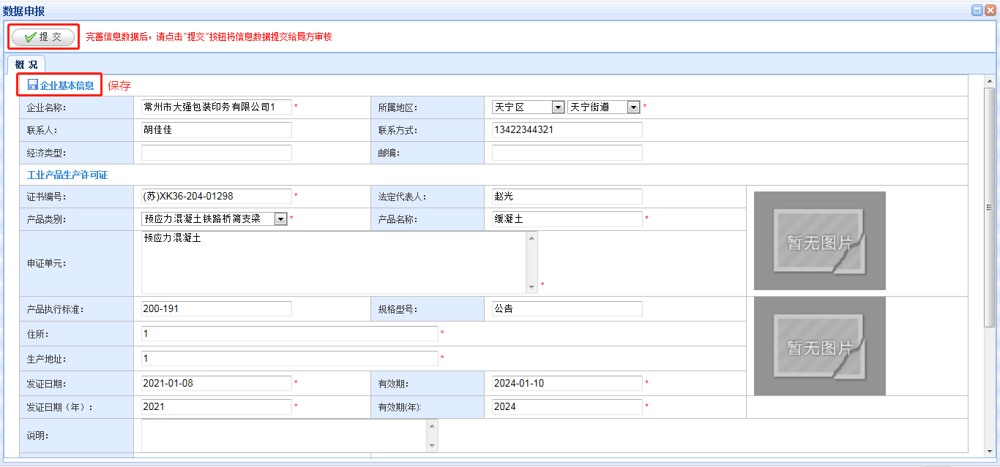 数据申报
提 交 完善信息数据后，请点击"提交"按钮将信息数据提交给局方审核
概 况
企业基本信息 保存
企业名称: 常州市大强包装印务有限公司1 * 所属地区: 天宁区 天宁街道 *
联系人: 胡佳佳 联系方式: 13422344321
经济类型: 邮编:
工业产品生产许可证
证书编号: (苏)XK36-204-01298 * 法定代表人: 赵光
产品类别: 预应力混凝土铁路桥简支梁 * 产品名称: 缓凝土 *
暂无图片
申证单元: 预应力混凝土 *
产品执行标准: 200-191 规格型号: 公告
住所: 1 *
暂无图片
生产地址: 1 *
发证日期: 2021-01-08 * 有效期: 2024-01-10 *
发证日期（年）: 2021 * 有效期(年): 2024 *
说明: